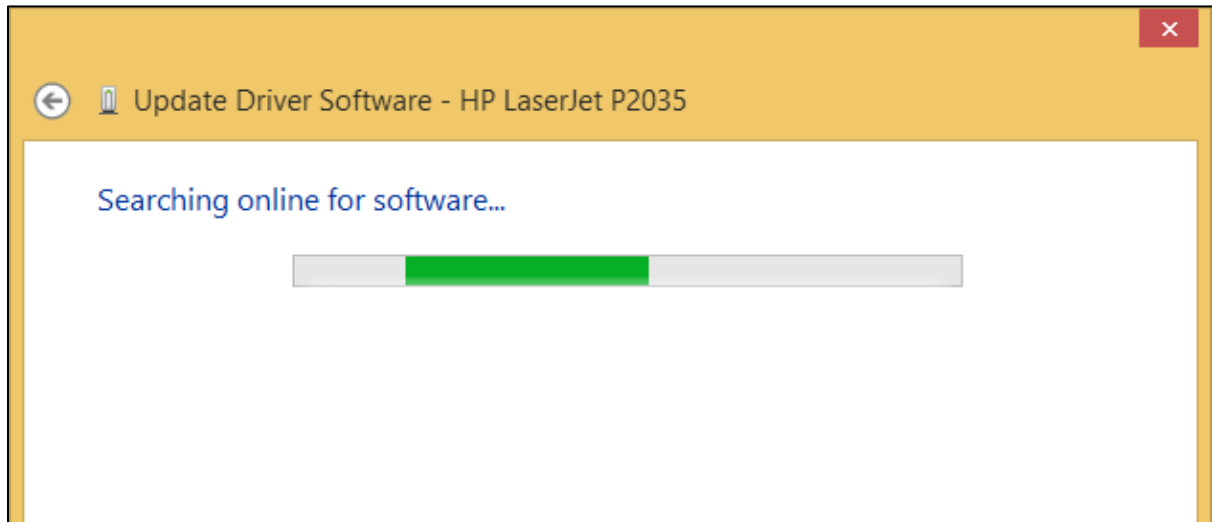 Update Driver Software - HP LaserJet P2035
Searching online for software...